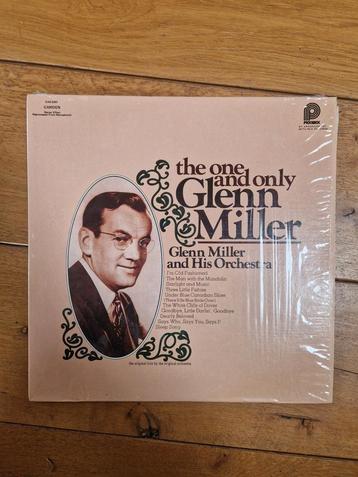 CAMDEN
PICKWICK
the one
and only
Glenn
Miller
Glenn Miller
and His Orchestra
I'm Old Fashioned
The Man with the Mandolin
Starlight and Music
Three Little Fishies
Under Blue Canadian Skies
(There'll Be Blue Skies Over)
The White Cliffs of Dover
Goodbye, Little Darlin', Goodbye
Dearly Beloved
Says Who, Says You, Says I!
Sleep Song
the original hits by the original orchestra